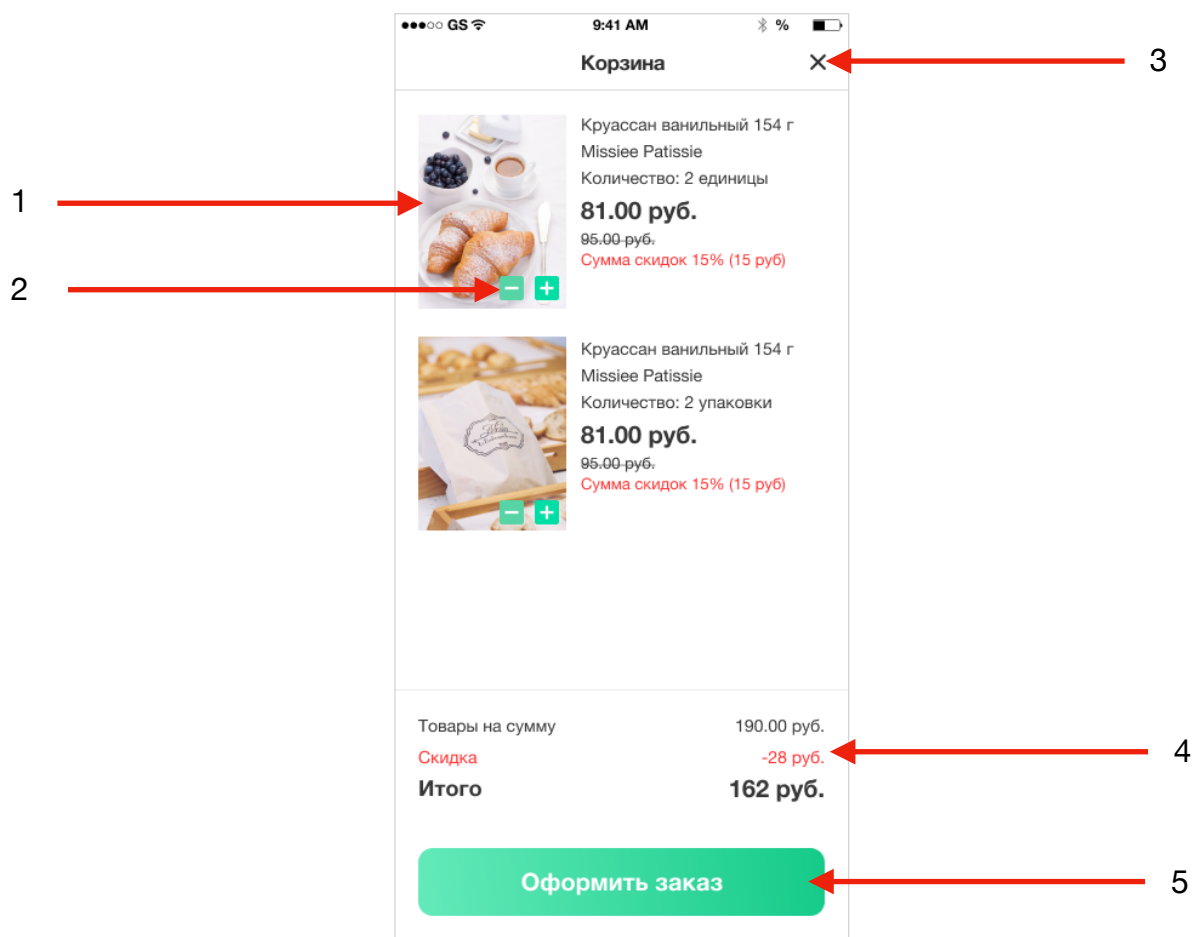 GS 9:41 AM %
Корзина
3
Круассан ванильный 154 г
Missiee Patissie
Количество: 2 единицы
1
81.00 руб.
95.00 руб.
Сумма скидок 15% (15 руб)
2
− +
Круассан ванильный 154 г
Missiee Patissie
Количество: 2 упаковки
81.00 руб.
95.00 руб.
Сумма скидок 15% (15 руб)
− +
Товары на сумму 190.00 руб.
Скидка -28 руб.
4
Итого 162 руб.
Оформить заказ
5